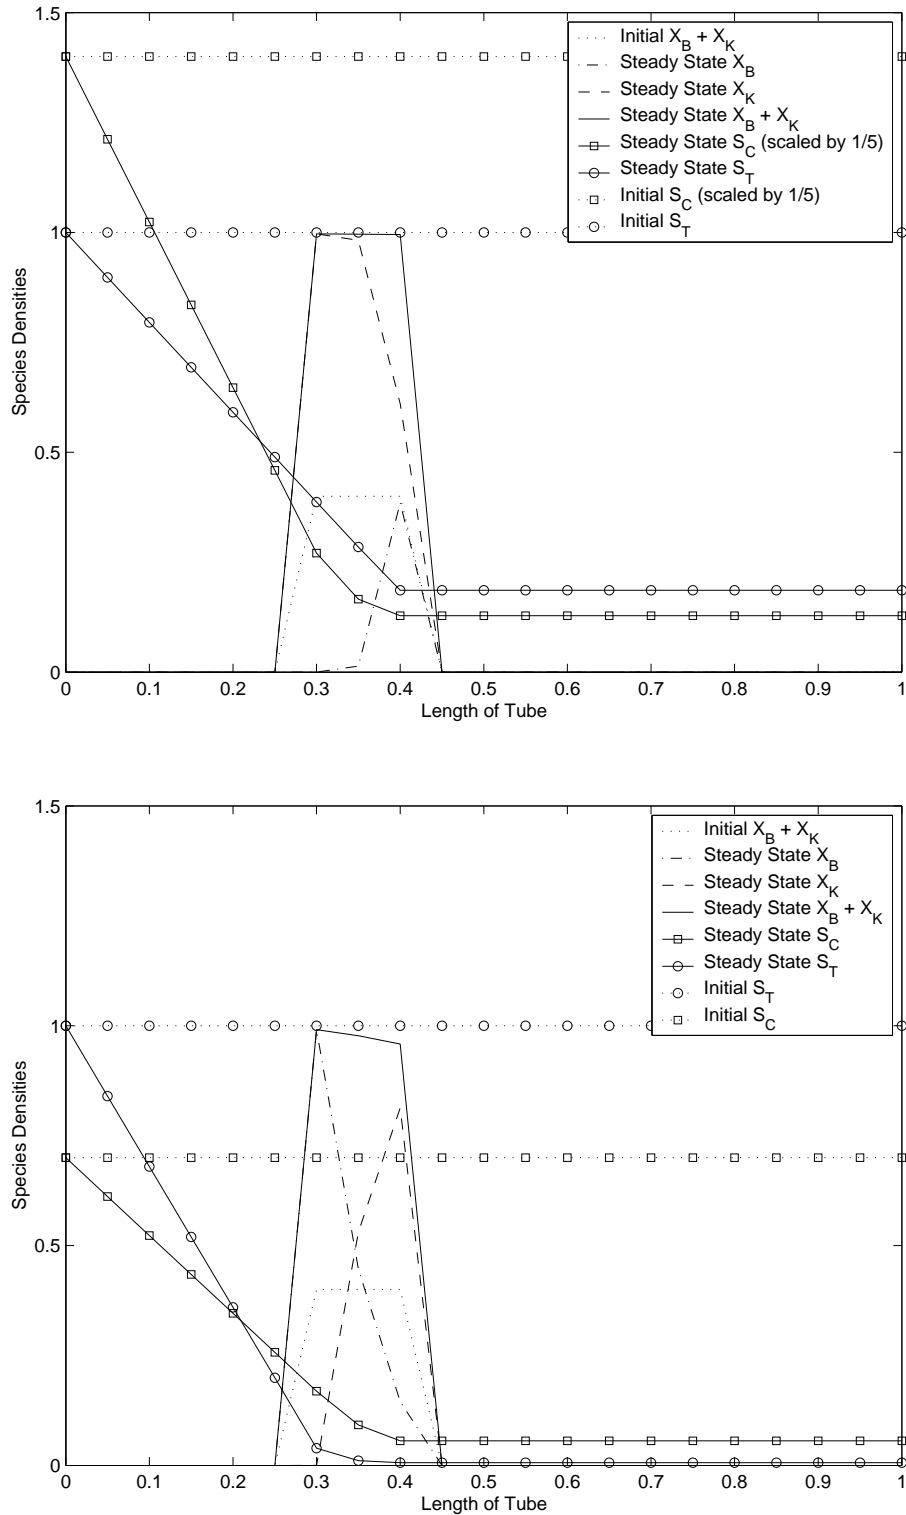 1.5
1
0.5
0
Species Densities
0 0.1 0.2 0.3 0.4 0.5 0.6 0.7 0.8 0.9 1
Length of Tube
Initial X_B + X_K
Steady State X_B
Steady State X_K
Steady State X_B + X_K
Steady State S_C (scaled by 1/5)
Steady State S_T
Initial S_C (scaled by 1/5)
Initial S_T
1.5
1
0.5
0
Species Densities
0 0.1 0.2 0.3 0.4 0.5 0.6 0.7 0.8 0.9 1
Length of Tube
Initial X_B + X_K
Steady State X_B
Steady State X_K
Steady State X_B + X_K
Steady State S_C
Steady State S_T
Initial S_T
Initial S_C